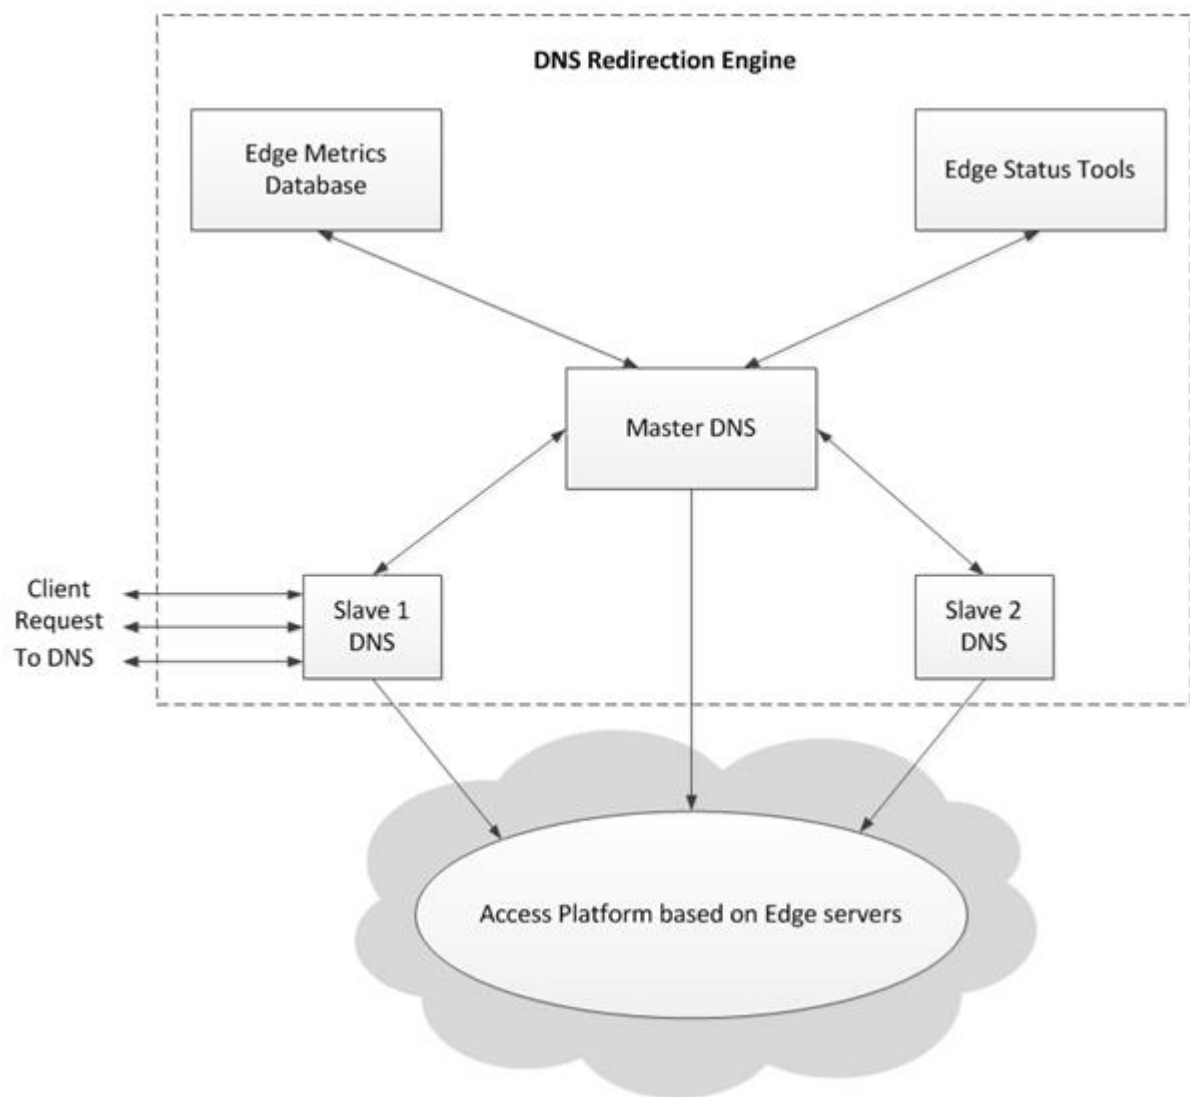 DNS Redirection Engine
Edge Metrics
Database
Edge Status Tools
Master DNS
Client
Request
To DNS
Slave 1
DNS
Slave 2
DNS
Access Platform based on Edge servers